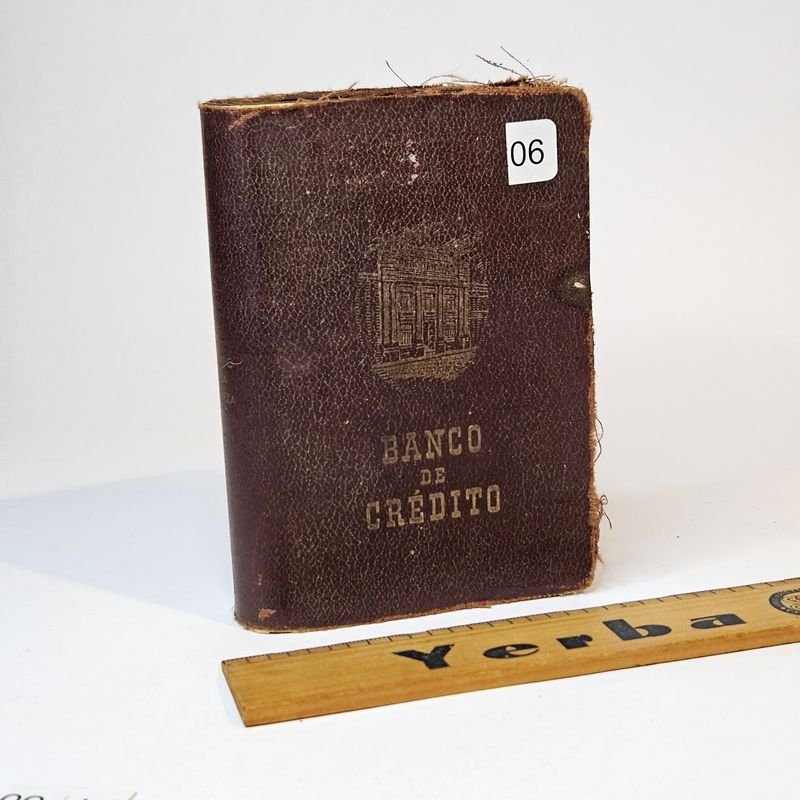 06
BANCO
DE
CRÉDITO
Yerba